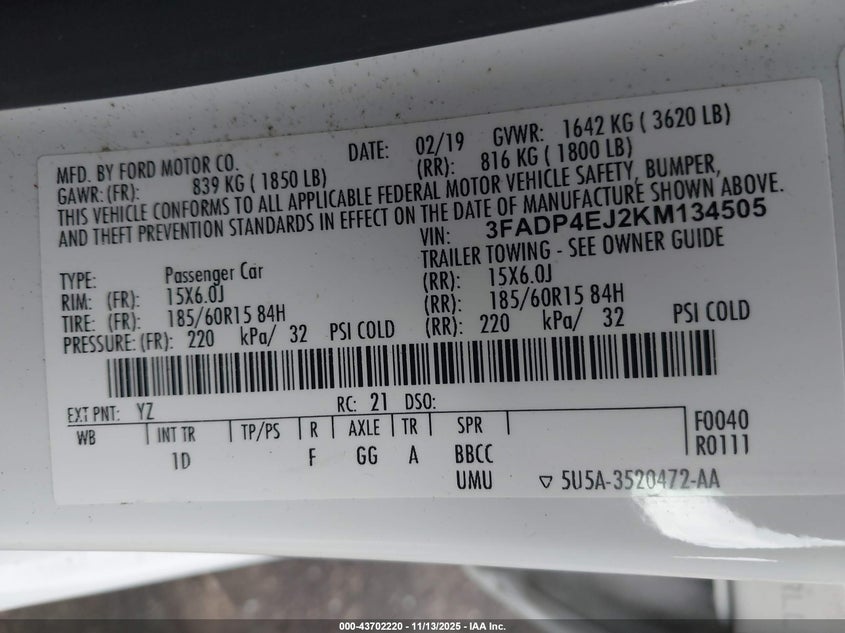 MFD. BY FORD MOTOR CO. DATE: 02/19 GVWR: 1642 KG ( 3620 LB)
GAWR: (FR): 839 KG ( 1850 LB) (RR): 816 KG ( 1800 LB)
THIS VEHICLE CONFORMS TO ALL APPLICABLE FEDERAL MOTOR VEHICLE SAFETY, BUMPER,
AND THEFT PREVENTION STANDARDS IN EFFECT ON THE DATE OF MANUFACTURE SHOWN ABOVE.
VIN: 3FADP4EJ2KM134505
TRAILER TOWING - SEE OWNER GUIDE
TYPE: Passenger Car
RIM: (FR): 15X6.0J (RR): 15X6.0J
TIRE: (FR): 185/60R15 84H (RR): 185/60R15 84H
PRESSURE: (FR): 220 kPa/ 32 PSI COLD (RR): 220 kPa/ 32 PSI COLD
EXT PNT: YZ RC: 21 DSO:
WB INT TR TP/PS R AXLE TR SPR F0040
1D F GG A BBCC R0111
UMU ▽ 5U5A-3520472-AA
000-43702220 - 11/13/2025 - IAA Inc.